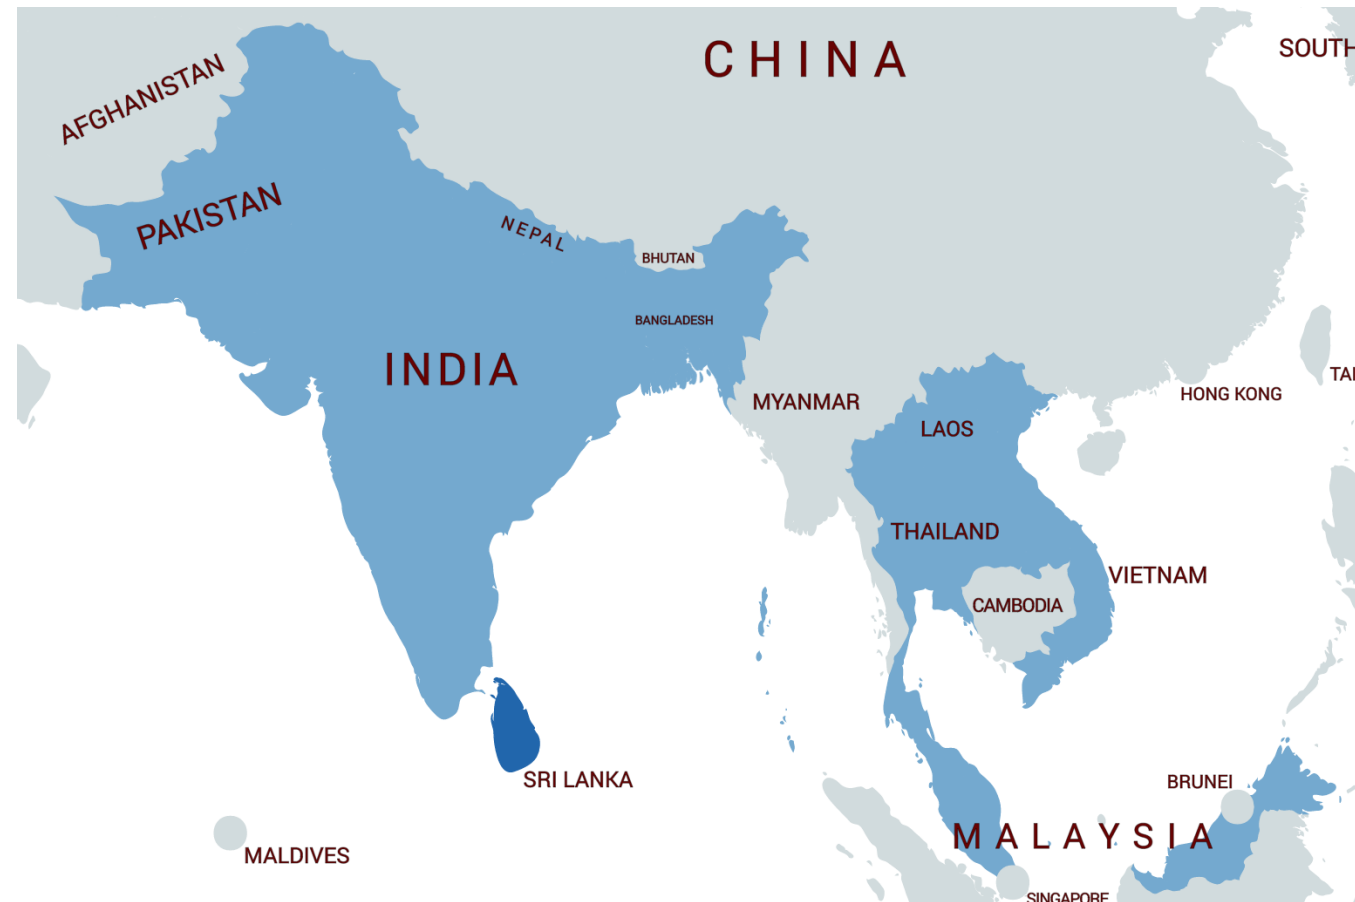 CHINA
SOUTH
AFGHANISTAN
PAKISTAN
NEPAL
BHUTAN
BANGLADESH
INDIA
TAI
HONG KONG
MYANMAR
LAOS
THAILAND
VIETNAM
CAMBODIA
SRI LANKA
BRUNEI
MALAYSIA
MALDIVES
SINGAPORE